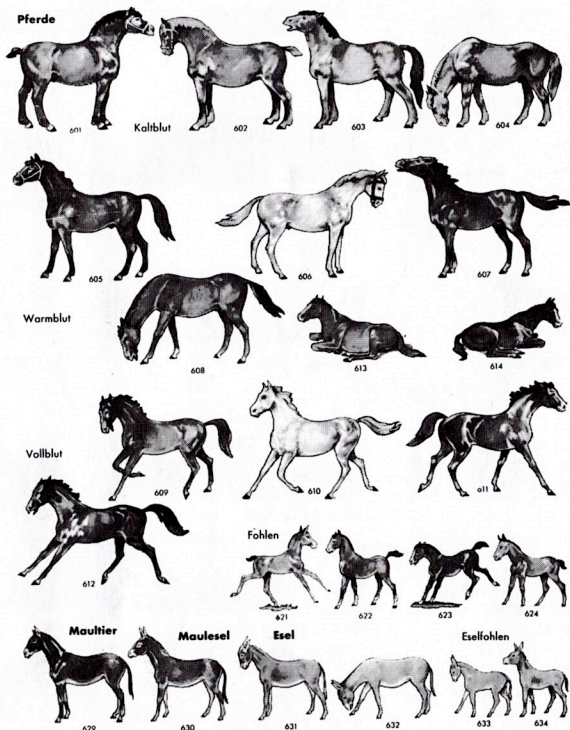 Pferde
601 Kaltblut 602 603 604
605 606 607
Warmblut
608 613 614
Vollblut
609 610 611
612
Fohlen
621 622 623 624
Maultier Maulesel Esel Eselfohlen
629 630 631 632 633 634